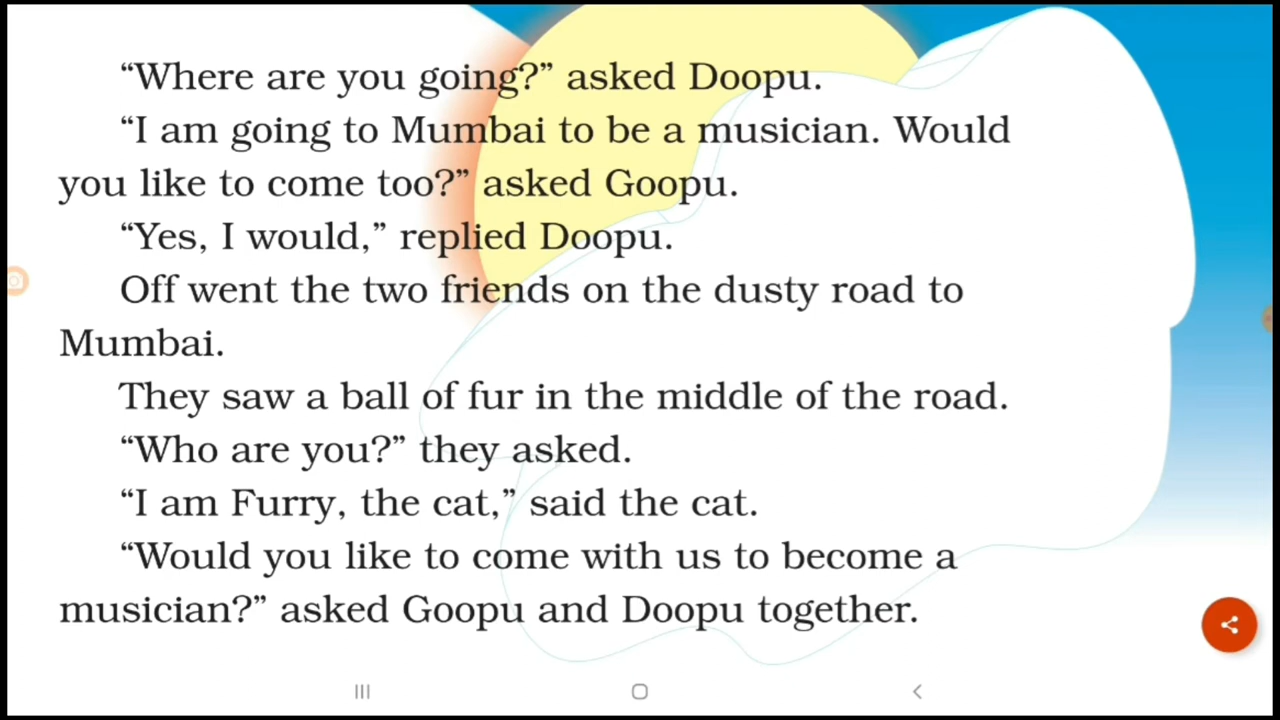 “Where are you going?” asked Doopu.
“I am going to Mumbai to be a musician. Would
you like to come too?” asked Goopu.
“Yes, I would,” replied Doopu.
Off went the two friends on the dusty road to
Mumbai.
They saw a ball of fur in the middle of the road.
“Who are you?” they asked.
“I am Furry, the cat,” said the cat.
“Would you like to come with us to become a
musician?” asked Goopu and Doopu together.